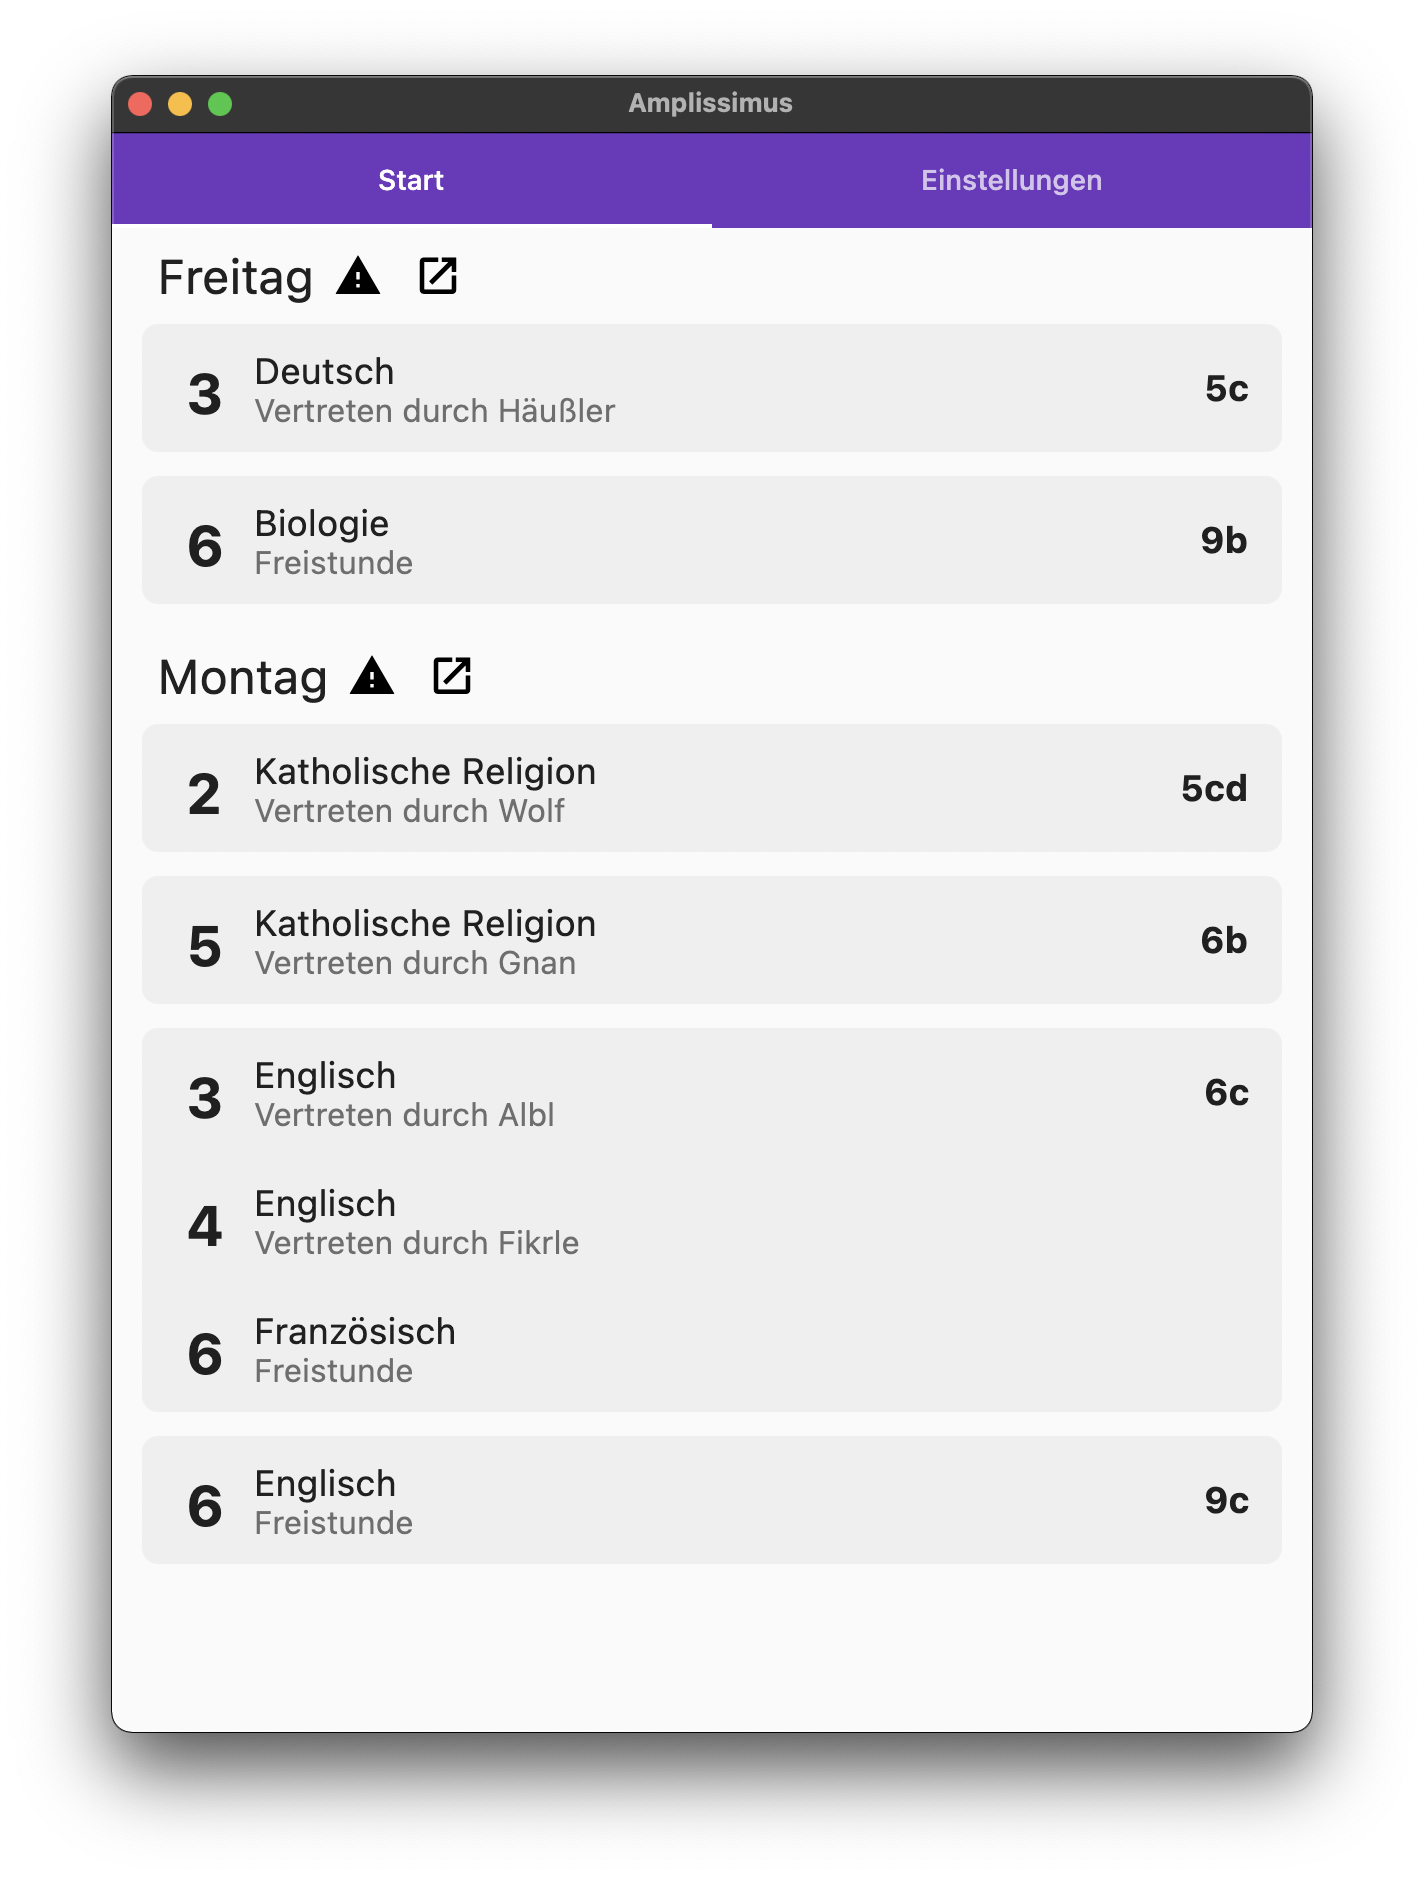 Amplissimus
Start
Einstellungen
Freitag
3
Deutsch
Vertreten durch Häußler
5c
6
Biologie
Freistunde
9b
Montag
2
Katholische Religion
Vertreten durch Wolf
5cd
5
Katholische Religion
Vertreten durch Gnan
6b
3
Englisch
Vertreten durch Albl
6c
4
Englisch
Vertreten durch Fikrle
6
Französisch
Freistunde
6
Englisch
Freistunde
9c